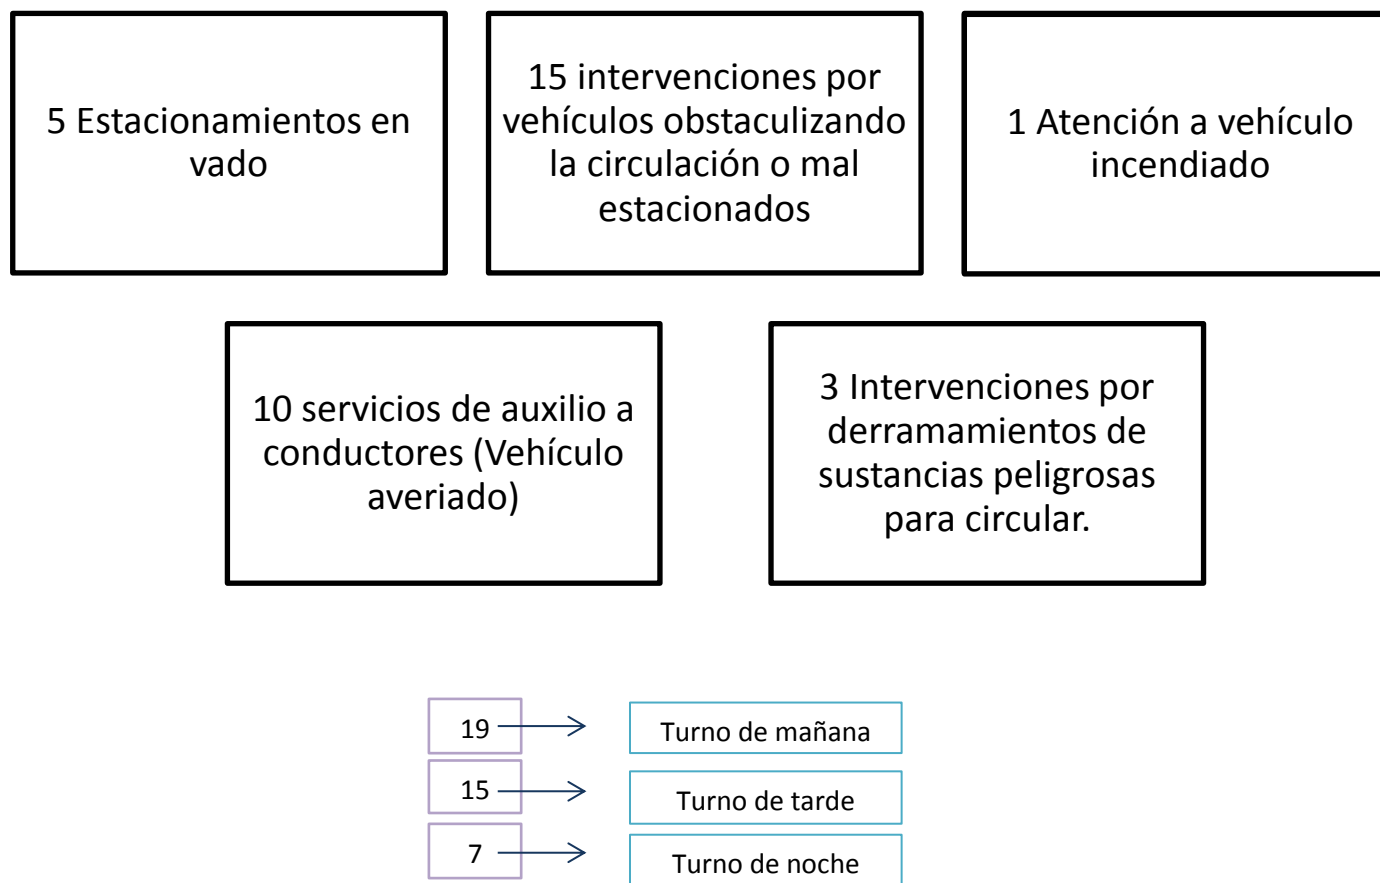 5 Estacionamientos en
vado
15 intervenciones por
vehículos obstaculizando
la circulación o mal
estacionados
1 Atención a vehículo
incendiado
10 servicios de auxilio a
conductores (Vehículo
averiado)
3 Intervenciones por
derramamientos de
sustancias peligrosas
para circular.
19
Turno de mañana
15
Turno de tarde
7
Turno de noche